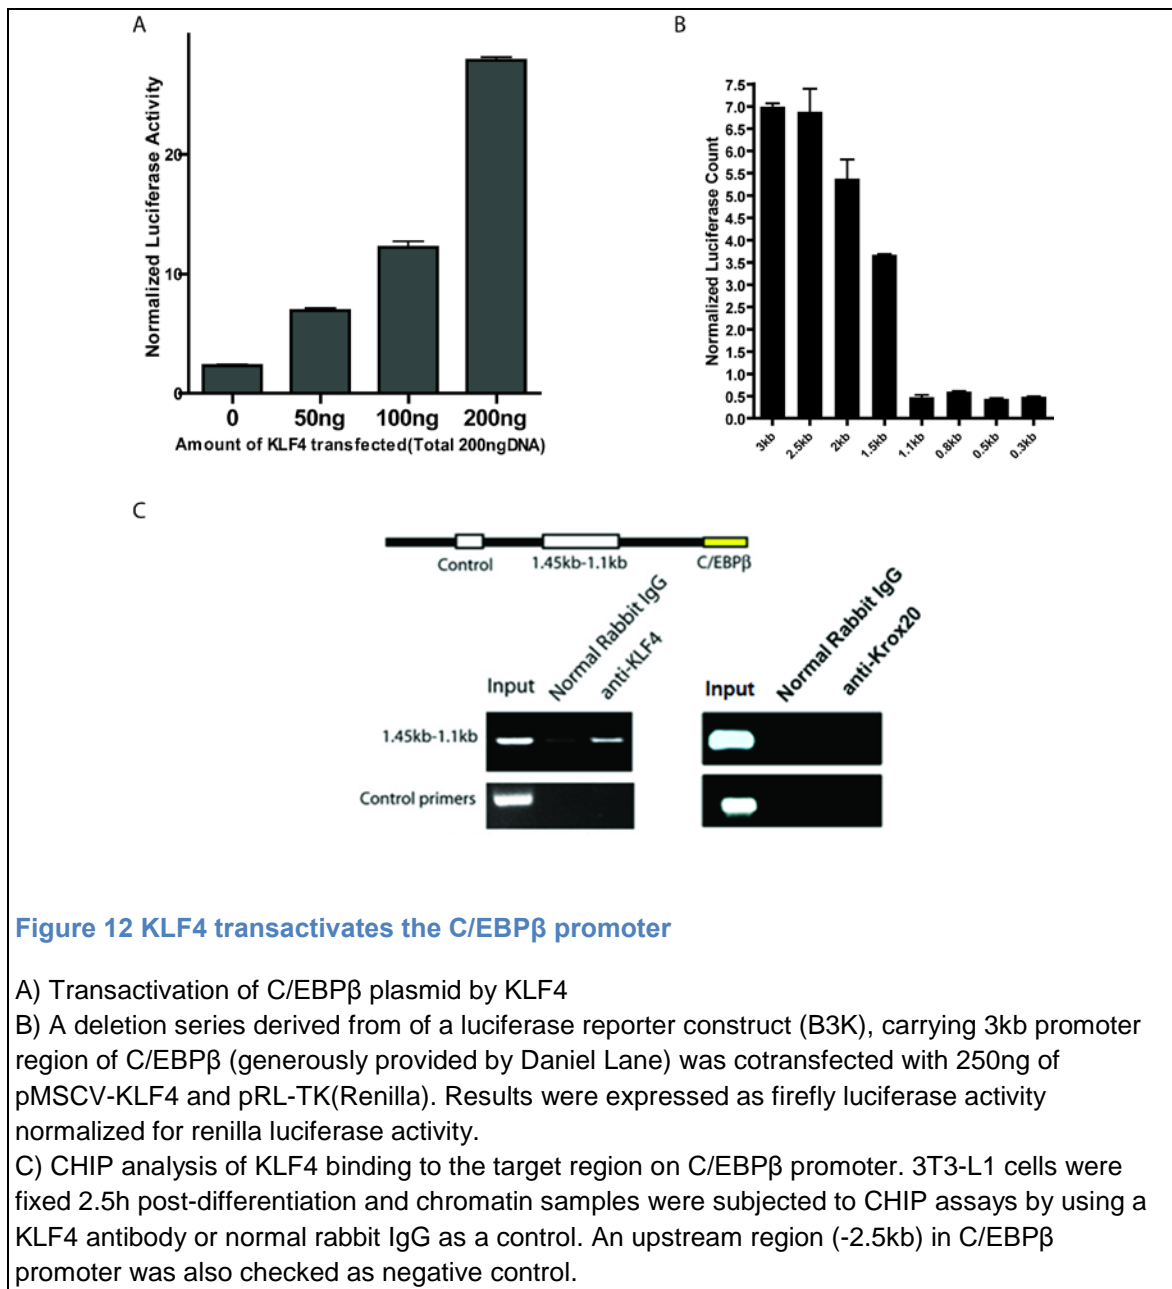 A
Normalized Luciferase Activity
20
10
0
0 50ng 100ng 200ng
Amount of KLF4 transfected(Total 200ngDNA)
B
Normalized Luciferase Count
7.5
7.0
6.5
6.0
5.5
5.0
4.5
4.0
3.5
3.0
2.5
2.0
1.5
1.0
0.5
0.0
3kb 2.5kb 2kb 1.5kb 1.1kb 0.8kb 0.5kb 0.3kb
C
Control 1.45kb-1.1kb C/EBPβ
Input Normal Rabbit IgG anti-KLF4
Input Normal Rabbit IgG anti-Krox20
1.45kb-1.1kb
Control primers
Figure 12 KLF4 transactivates the C/EBPβ promoter
A) Transactivation of C/EBPβ plasmid by KLF4
B) A deletion series derived from of a luciferase reporter construct (B3K), carrying 3kb promoter
region of C/EBPβ (generously provided by Daniel Lane) was cotransfected with 250ng of
pMSCV-KLF4 and pRL-TK(Renilla). Results were expressed as firefly luciferase activity
normalized for renilla luciferase activity.
C) CHIP analysis of KLF4 binding to the target region on C/EBPβ promoter. 3T3-L1 cells were
fixed 2.5h post-differentiation and chromatin samples were subjected to CHIP assays by using a
KLF4 antibody or normal rabbit IgG as a control. An upstream region (-2.5kb) in C/EBPβ
promoter was also checked as negative control.